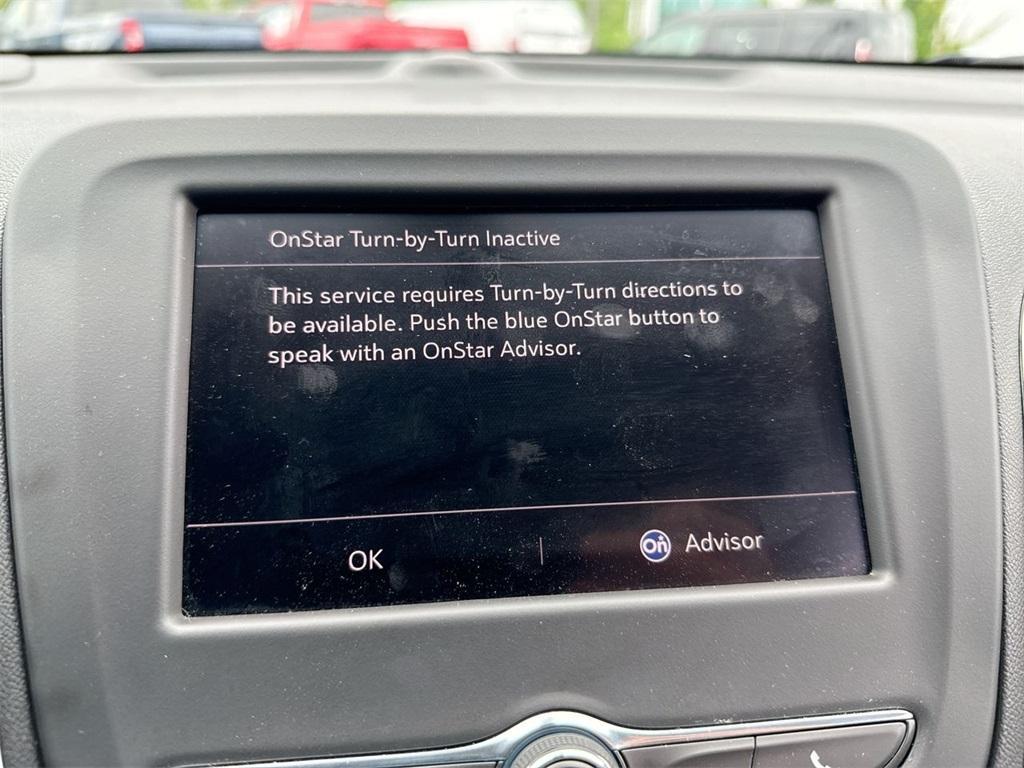 OnStar Turn-by-Turn Inactive
This service requires Turn-by-Turn directions to
be available. Push the blue OnStar button to
speak with an OnStar Advisor.
OK
On Advisor